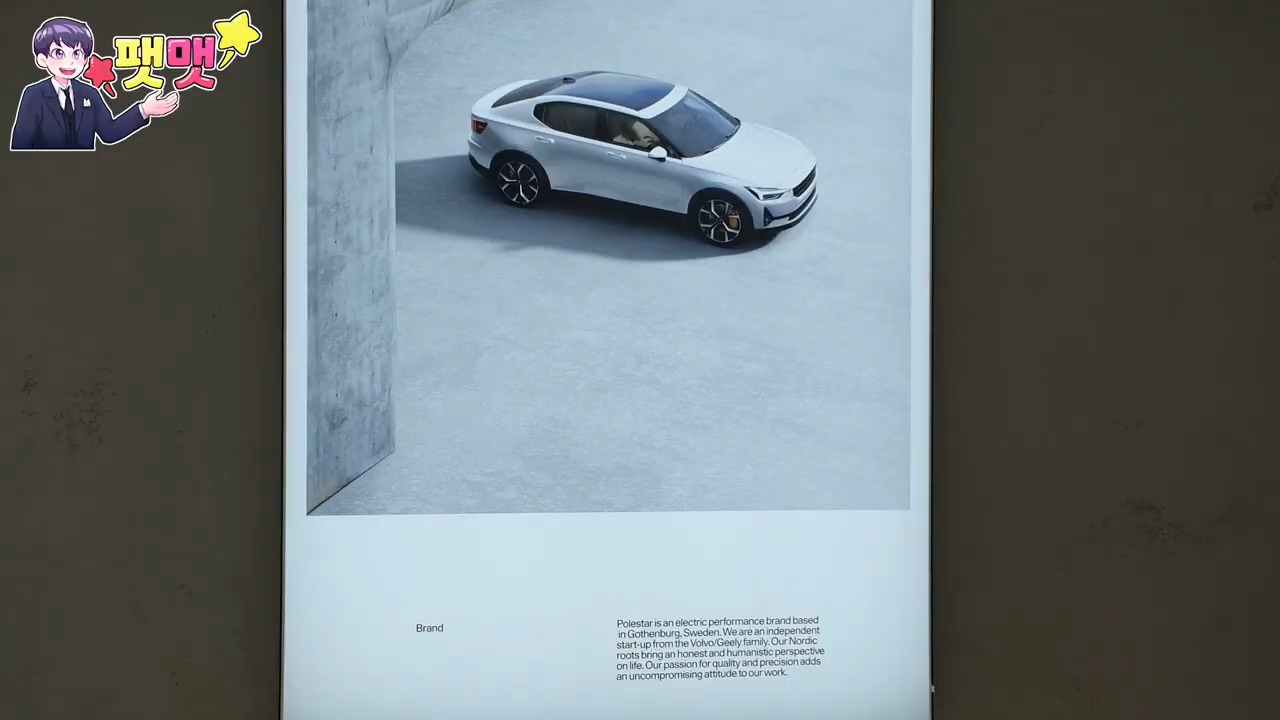 팻맷
Brand
Polestar is an electric performance brand based
in Gothenburg, Sweden. We are an independent
start-up from the Volvo/Geely family. Our Nordic
roots bring an honest and humanistic perspective
on life. Our passion for quality and precision adds
an uncompromising attitude to our work.